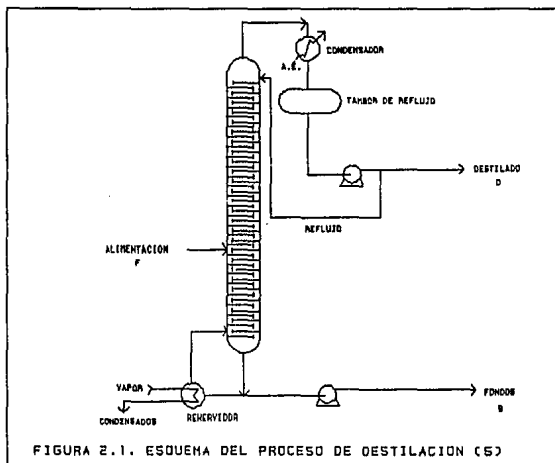 CONDENSADOR
A.E.
TAMBOR DE REFLUJO
DESTILADO
D
REFLUJO
ALIMENTACION
F
VAPOR
CONDENSADOS
REHERVIDOR
FONDOS
B
FIGURA 2.1. ESQUEMA DEL PROCESO DE DESTILACION (5)